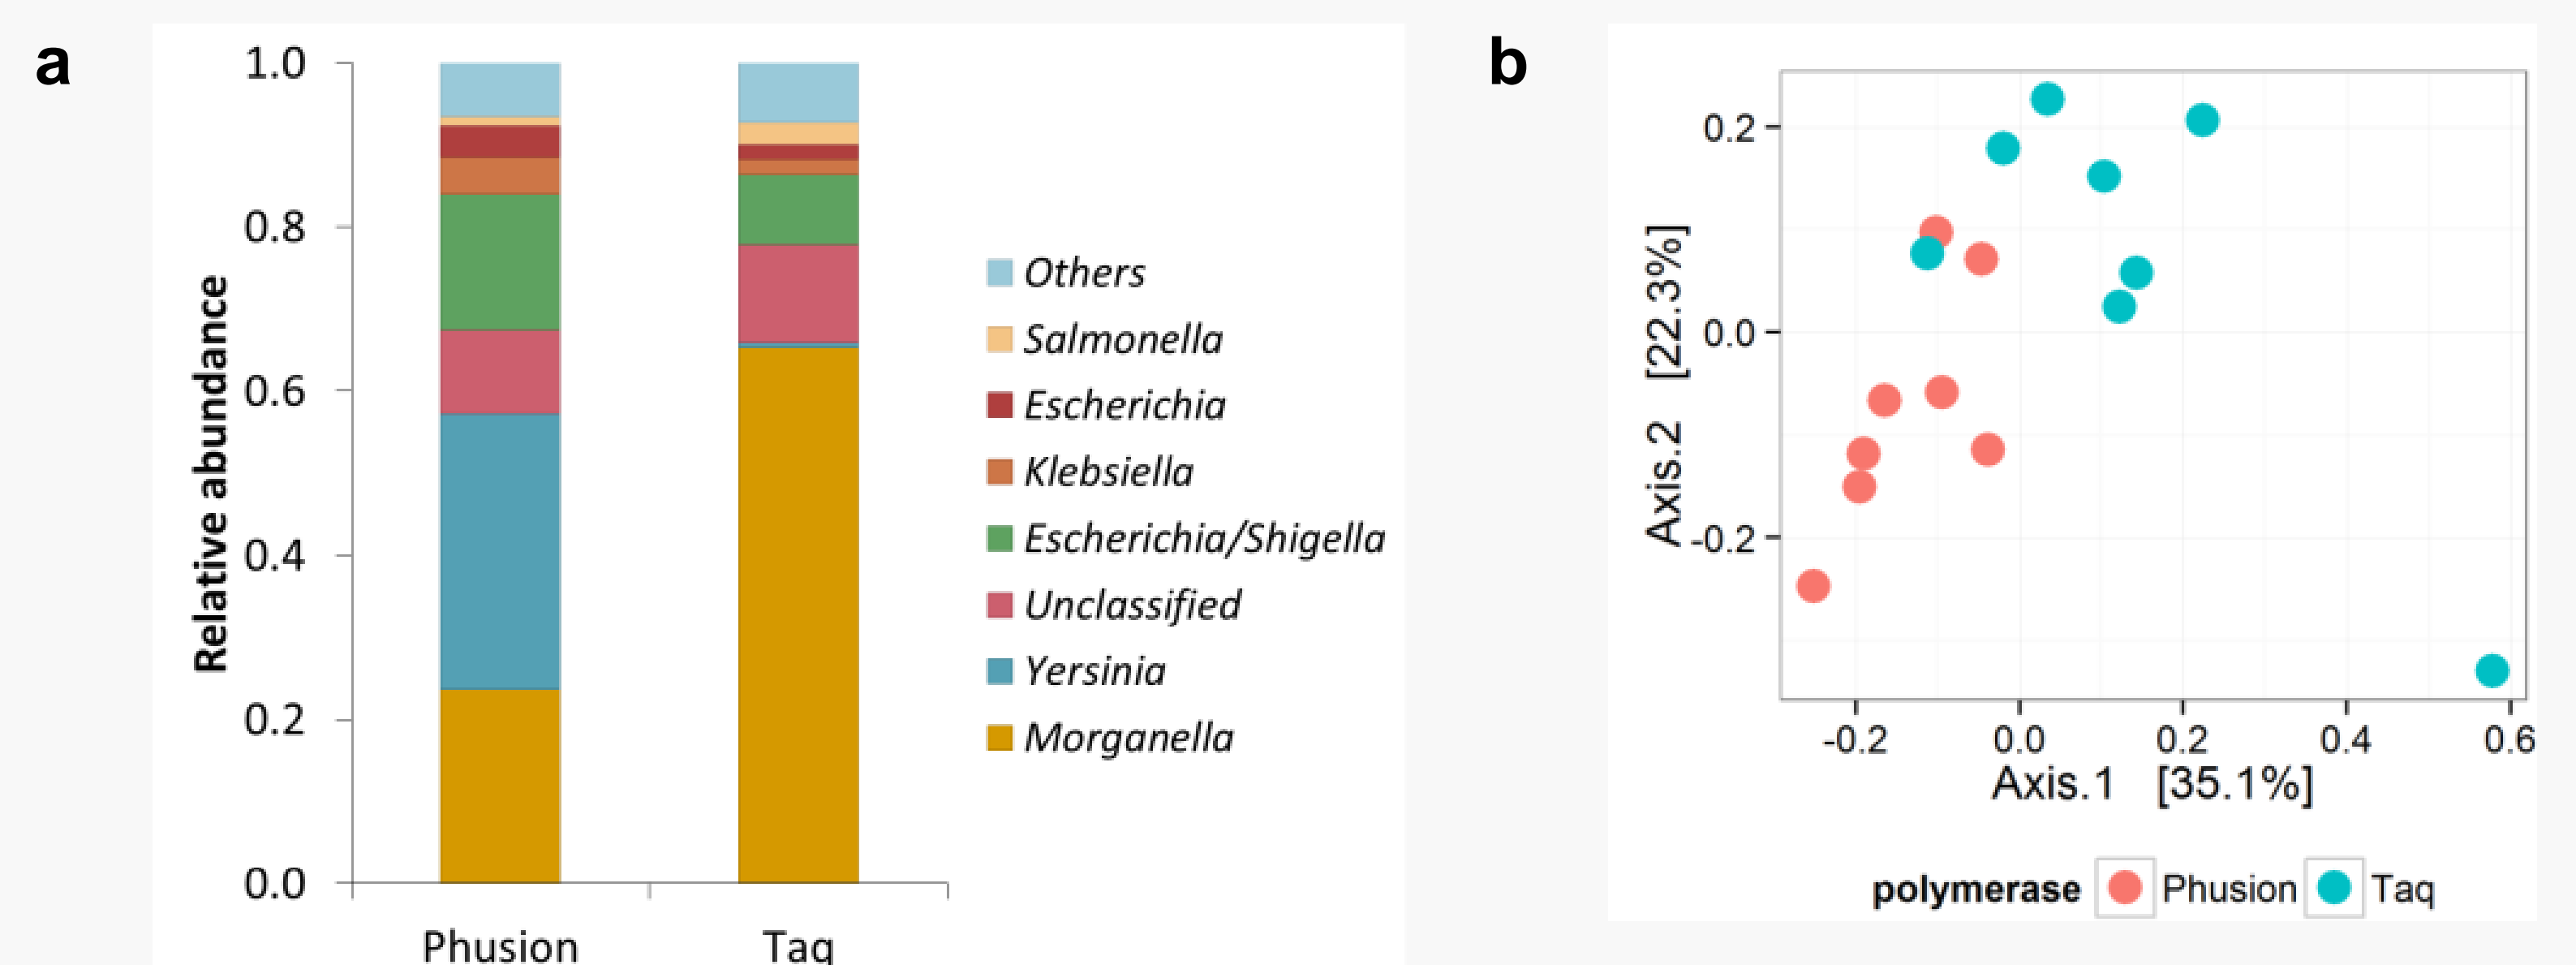 a
1.0
0.8
0.6
0.4
0.2
0.0
Relative abundance
Phusion
Taq
Others
Salmonella
Escherichia
Klebsiella
Escherichia/Shigella
Unclassified
Yersinia
Morganella
b
0.2
0.0
-0.2
Axis.2 [22.3%]
-0.2 0.0 0.2 0.4 0.6
Axis.1 [35.1%]
polymerase Phusion Taq